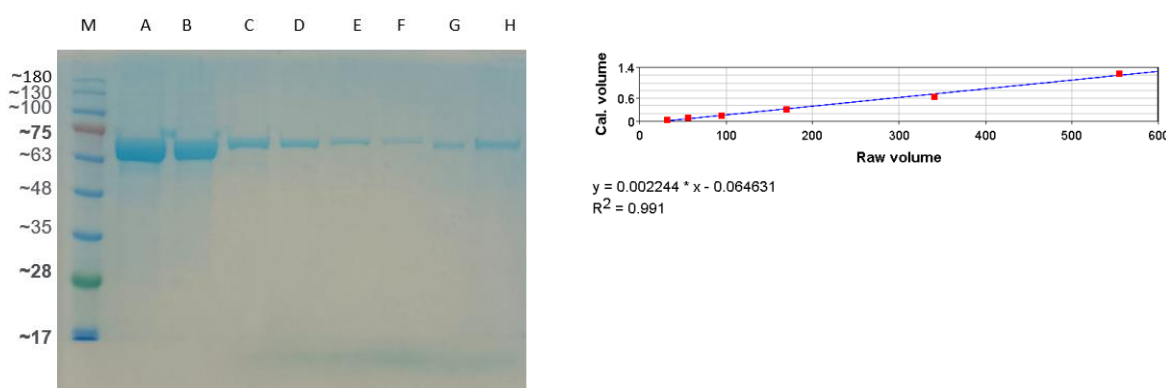 M A B C D E F G H
~180
~130
~100
~75
~63
~48
~35
~28
~17
Cal. volume
1.4
0.6
0
0 100 200 300 400 500 600
Raw volume
y = 0.002244 * x - 0.064631
R² = 0.991